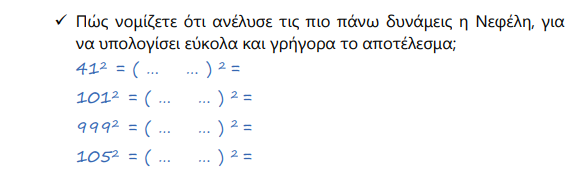 ✓ Πώς νομίζετε ότι ανέλυσε τις πιο πάνω δυνάμεις η Νεφέλη, για
να υπολογίσει εύκολα και γρήγορα το αποτέλεσμα;
41² = ( … … ) ² =
101² = ( … … ) ² =
999² = ( … … ) ² =
105² = ( … … ) ² =